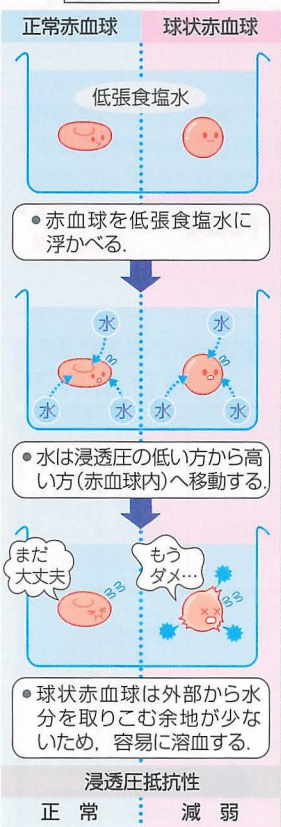 正常赤血球 球状赤血球
低張食塩水
●赤血球を低張食塩水に
浮かべる.
水
水 水 水 水
●水は浸透圧の低い方から高
い方(赤血球内)へ移動する.
まだ
大丈夫
もう
ダメ…
●球状赤血球は外部から水
分を取りこむ余地が少な
いため,容易に溶血する.
浸透圧抵抗性
正常 減弱